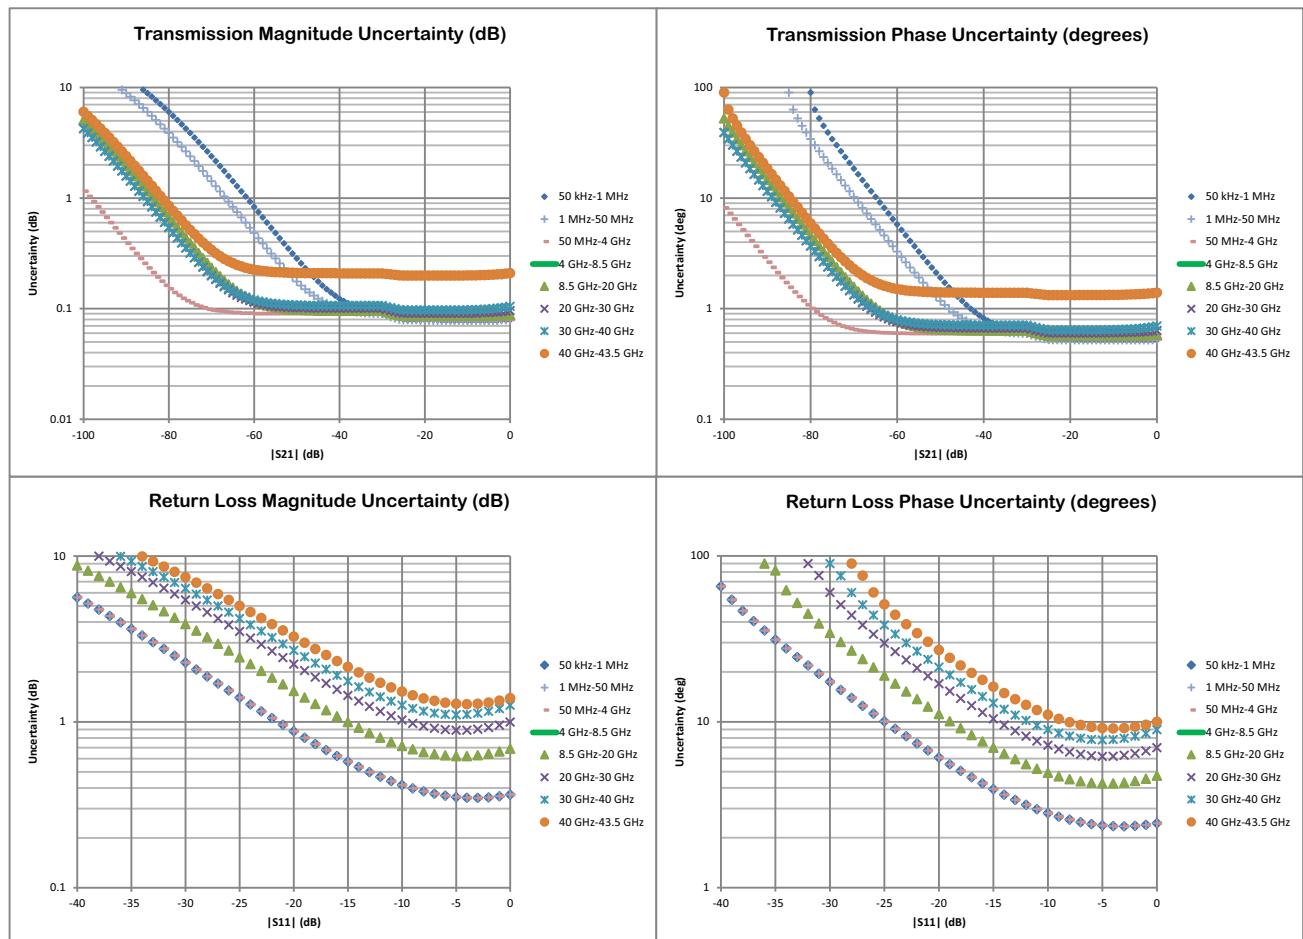 Transmission Magnitude Uncertainty (dB)
10
1
0.1
0.01
Uncertainty (dB)
-100
-80
-60
-40
-20
0
|S21| (dB)
50 kHz-1 MHz
1 MHz-50 MHz
50 MHz-4 GHz
4 GHz-8.5 GHz
8.5 GHz-20 GHz
20 GHz-30 GHz
30 GHz-40 GHz
40 GHz-43.5 GHz
Transmission Phase Uncertainty (degrees)
100
10
1
0.1
Uncertainty (deg)
-100
-80
-60
-40
-20
0
|S21| (dB)
50 kHz-1 MHz
1 MHz-50 MHz
50 MHz-4 GHz
4 GHz-8.5 GHz
8.5 GHz-20 GHz
20 GHz-30 GHz
30 GHz-40 GHz
40 GHz-43.5 GHz
Return Loss Magnitude Uncertainty (dB)
10
1
0.1
Uncertainty (dB)
-40
-35
-30
-25
-20
-15
-10
-5
0
|S11| (dB)
50 kHz-1 MHz
1 MHz-50 MHz
50 MHz-4 GHz
4 GHz-8.5 GHz
8.5 GHz-20 GHz
20 GHz-30 GHz
30 GHz-40 GHz
40 GHz-43.5 GHz
Return Loss Phase Uncertainty (degrees)
100
10
1
Uncertainty (deg)
-40
-35
-30
-25
-20
-15
-10
-5
0
|S11| (dB)
50 kHz-1 MHz
1 MHz-50 MHz
50 MHz-4 GHz
4 GHz-8.5 GHz
8.5 GHz-20 GHz
20 GHz-30 GHz
30 GHz-40 GHz
40 GHz-43.5 GHz